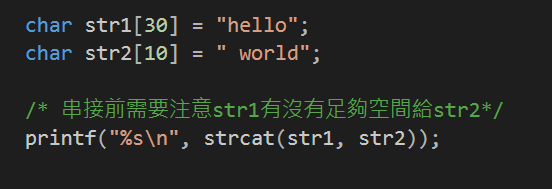 char str1[30] = "hello";
char str2[10] = " world";
/* 串接前需要注意str1有沒有足夠空間給str2*/
printf("%s\n", strcat(str1, str2));